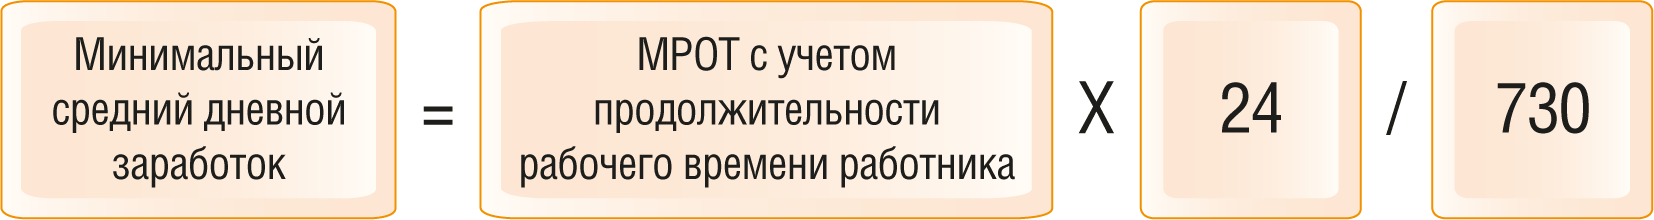 Минимальный
средний дневной
заработок
=
МРОТ с учетом
продолжительности
рабочего времени работника
X
24
/
730